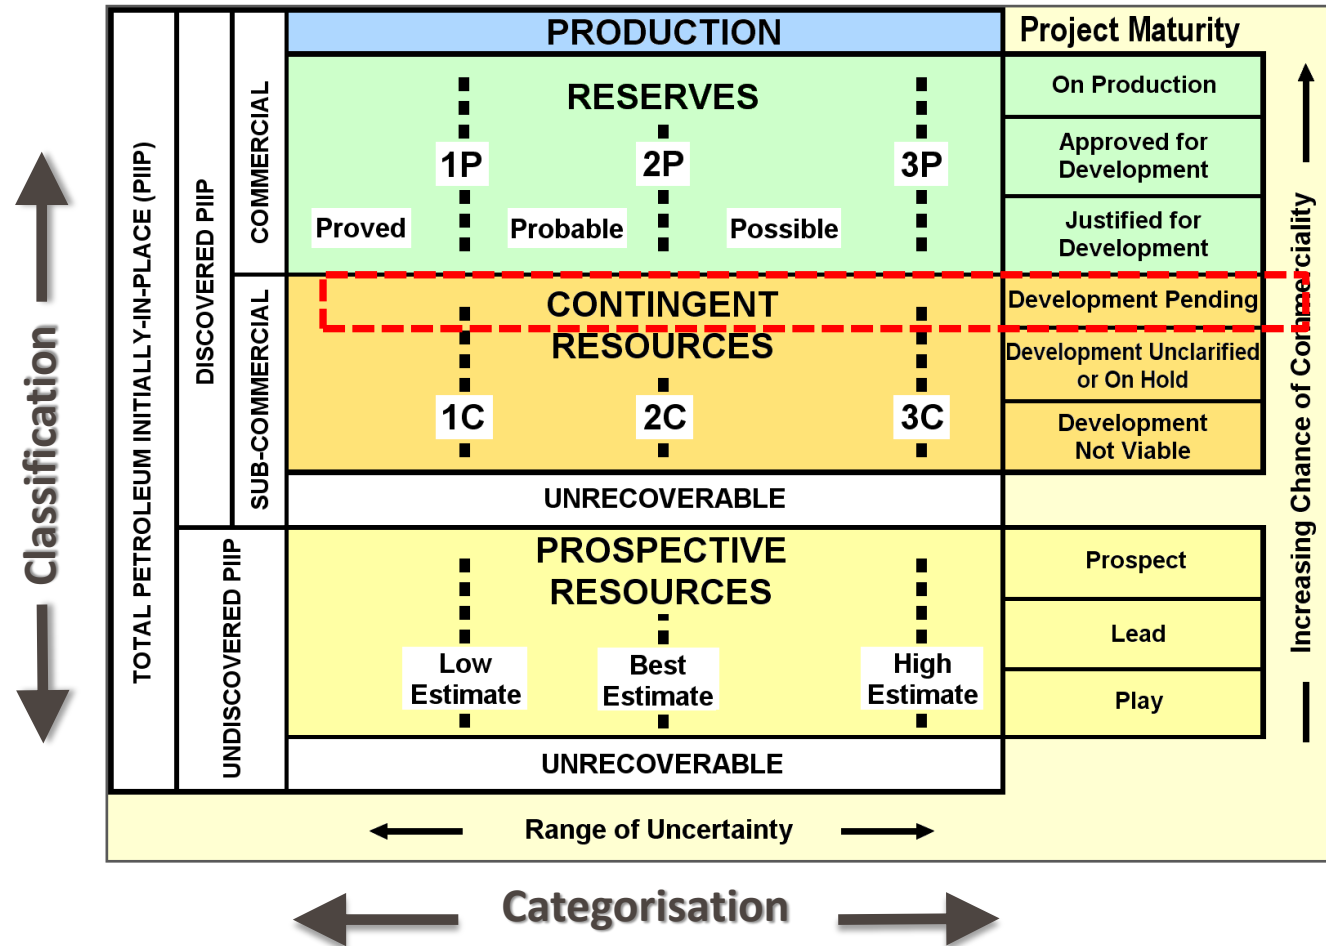 PRODUCTION
Project Maturity
TOTAL PETROLEUM INITIALLY-IN-PLACE (PIIP)
DISCOVERED PIIP
COMMERCIAL
RESERVES
1P
2P
3P
Proved
Probable
Possible
On Production
Approved for
Development
Justified for
Development
SUB-COMMERCIAL
CONTINGENT
RESOURCES
1C
2C
3C
Development Pending
Development Unclarified
or On Hold
Development
Not Viable
UNRECOVERABLE
UNDISCOVERED PIIP
PROSPECTIVE
RESOURCES
Low
Estimate
Best
Estimate
High
Estimate
Prospect
Lead
Play
UNRECOVERABLE
Increasing Chance of Commerciality
Range of Uncertainty
Classification
Categorisation